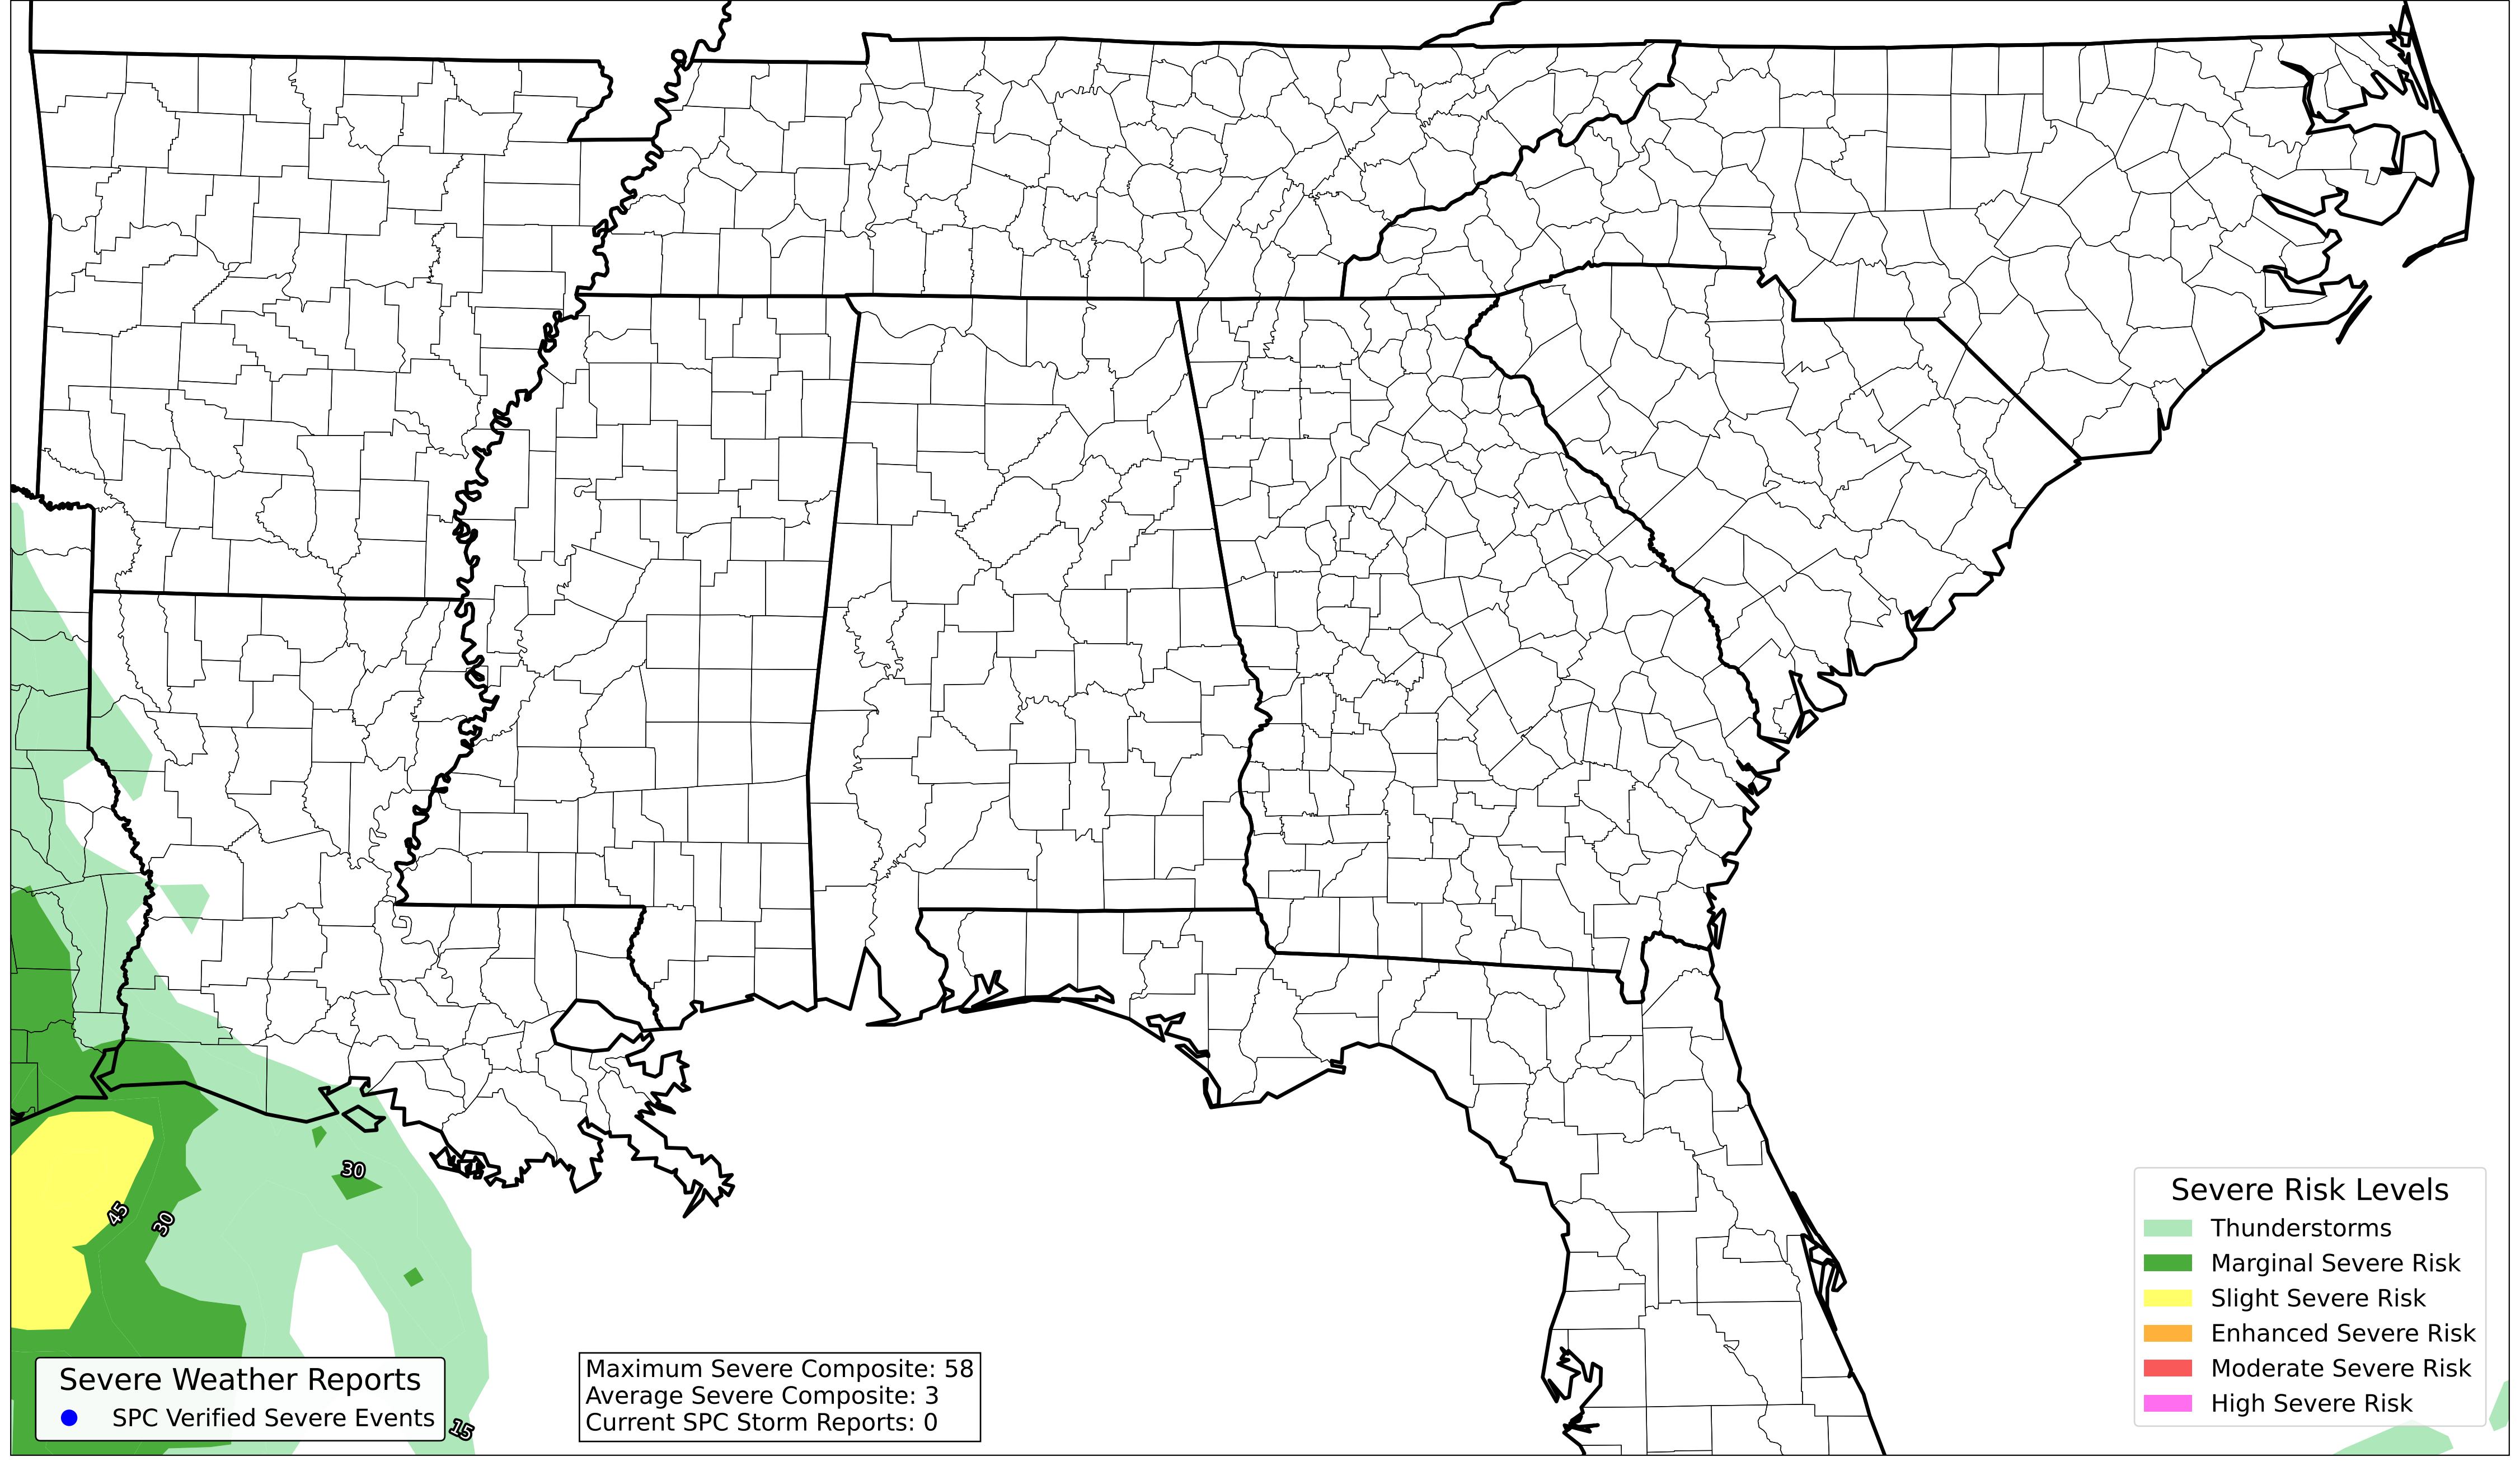 30
45
30
15
Severe Weather Reports
SPC Verified Severe Events
Maximum Severe Composite: 58
Average Severe Composite: 3
Current SPC Storm Reports: 0
Severe Risk Levels
Thunderstorms
Marginal Severe Risk
Slight Severe Risk
Enhanced Severe Risk
Moderate Severe Risk
High Severe Risk